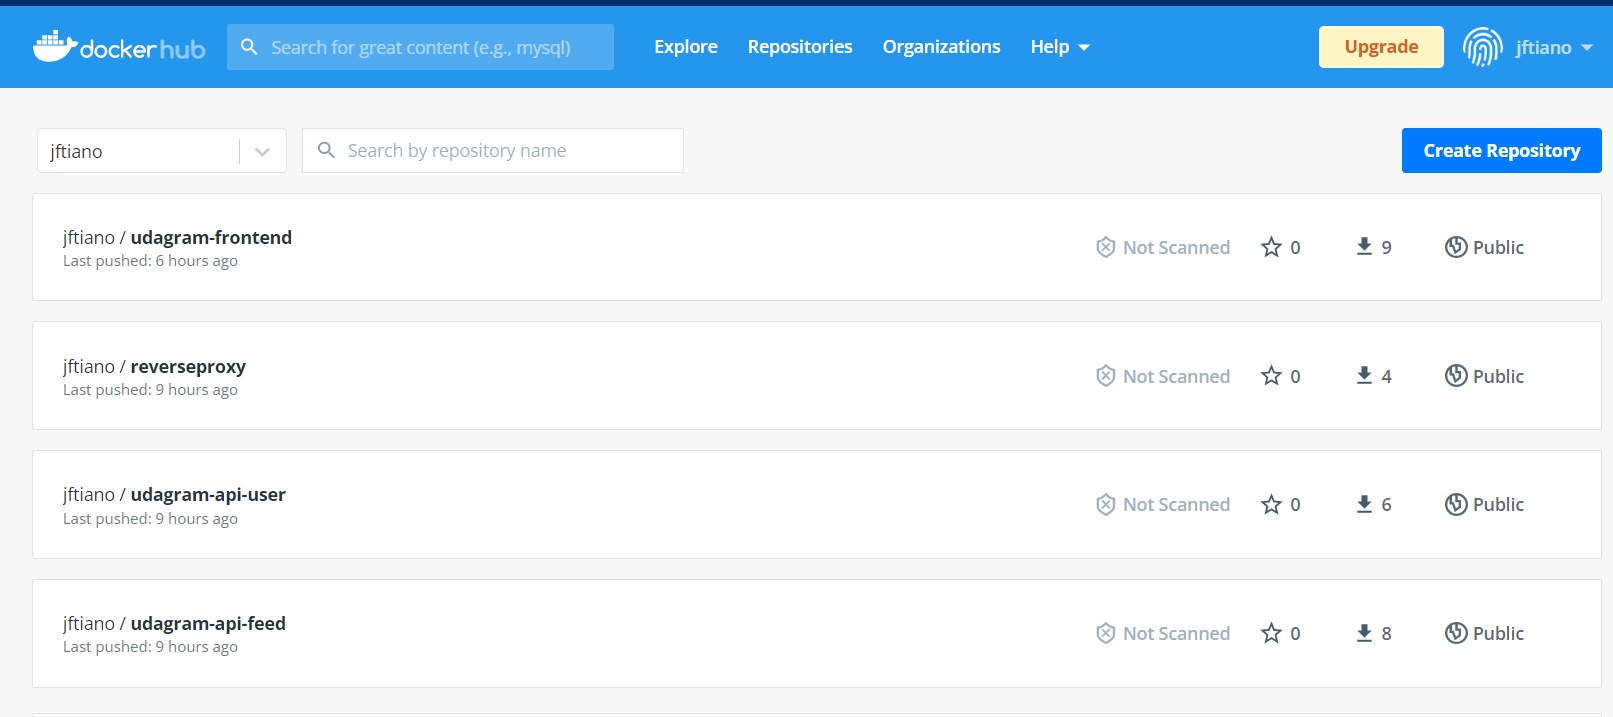 docker hub
Search for great content (e.g., mysql)
Explore
Repositories
Organizations
Help
Upgrade
jftiano
jftiano
Search by repository name
Create Repository
jftiano / udagram-frontend
Last pushed: 6 hours ago
Not Scanned
0
9
Public
jftiano / reverseproxy
Last pushed: 9 hours ago
Not Scanned
0
4
Public
jftiano / udagram-api-user
Last pushed: 9 hours ago
Not Scanned
0
6
Public
jftiano / udagram-api-feed
Last pushed: 9 hours ago
Not Scanned
0
8
Public